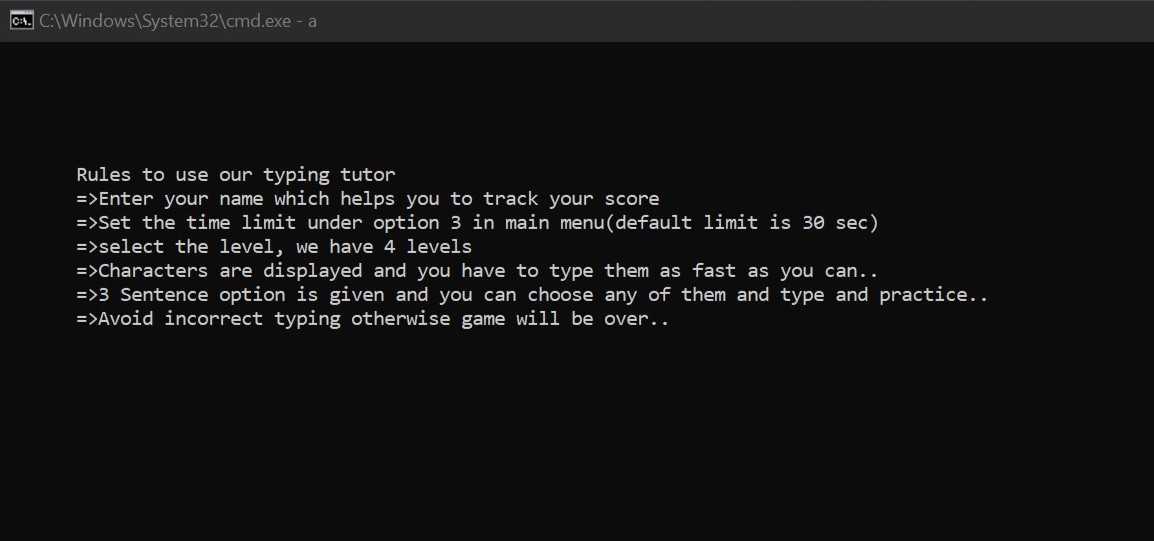 C:\Windows\System32\cmd.exe - a
Rules to use our typing tutor
=>Enter your name which helps you to track your score
=>Set the time limit under option 3 in main menu(default limit is 30 sec)
=>select the level, we have 4 levels
=>Characters are displayed and you have to type them as fast as you can..
=>3 Sentence option is given and you can choose any of them and type and practice..
=>Avoid incorrect typing otherwise game will be over..